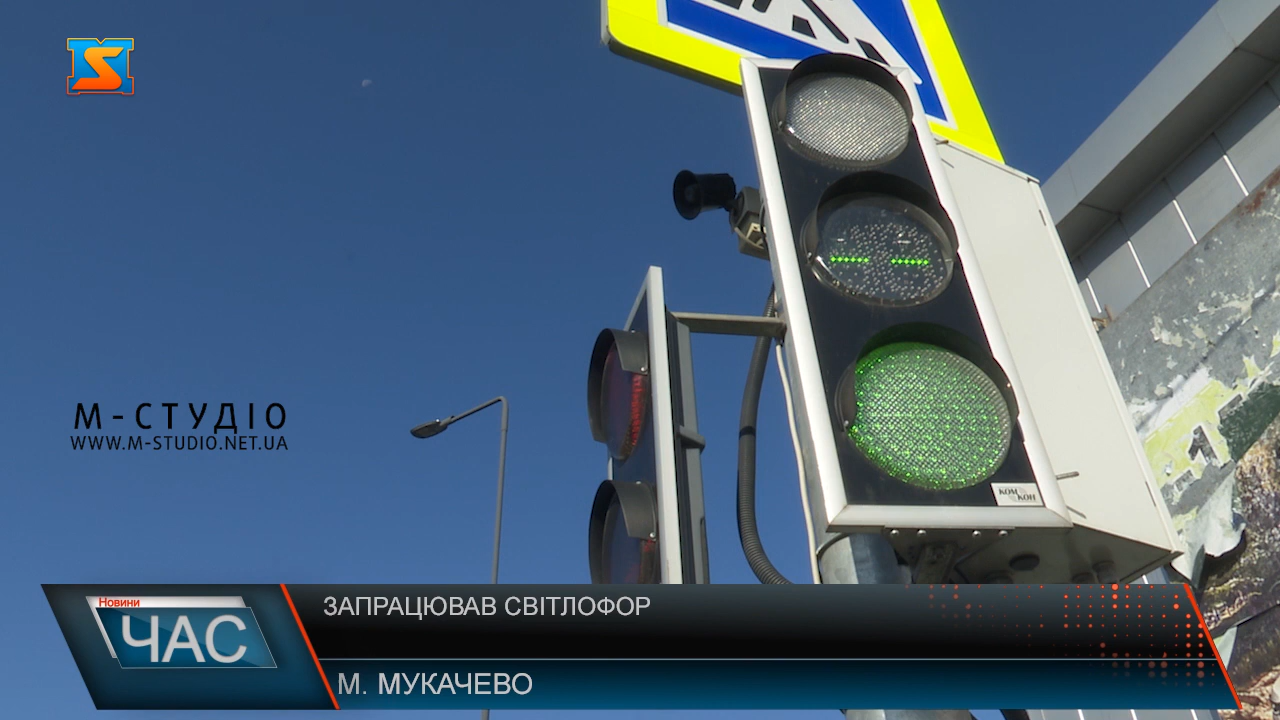 КОМ
КОН
М-СТУДІО
WWW.M-STUDIO.NET.UA
Новини
ЧАС
ЗАПРАЦЮВАВ СВІТЛОФОР
М. МУКАЧЕВО